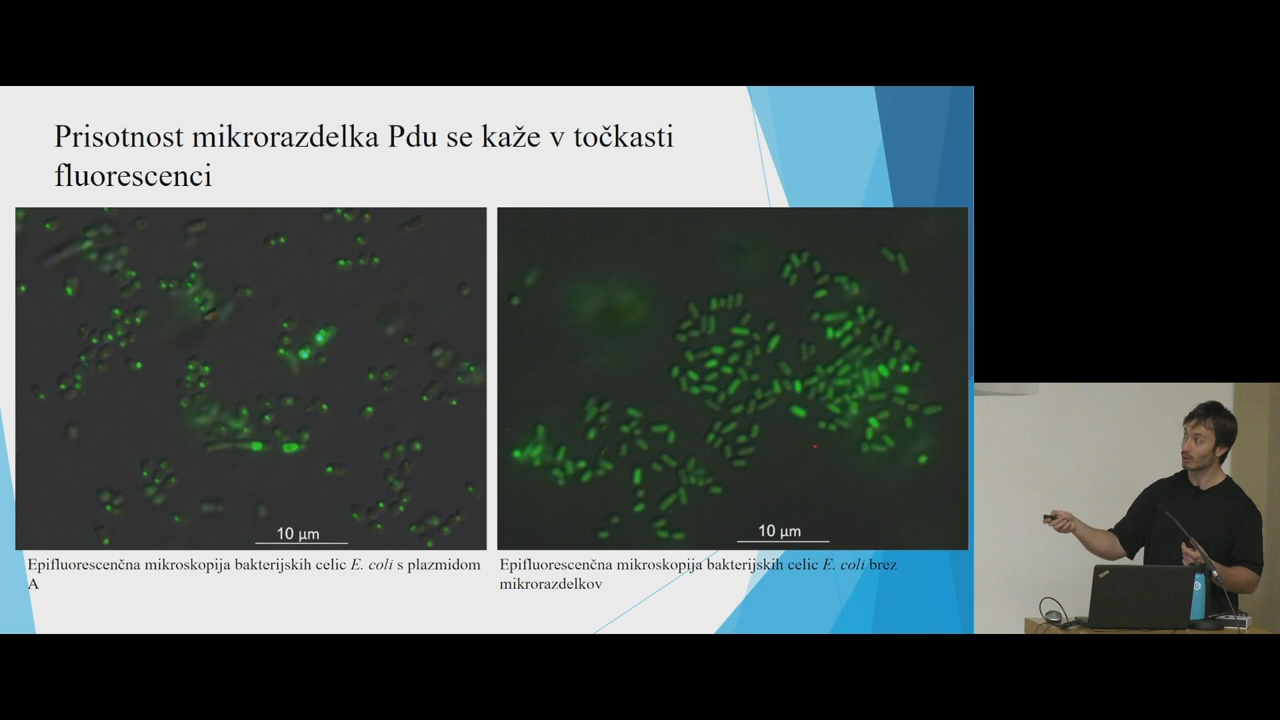 Prisotnost mikrorazdelka Pdu se kaže v točkasti
fluorescenci
10 µm
10 µm
Epifluorescenčna mikroskopija bakterijskih celic E. coli s plazmidom
A
Epifluorescenčna mikroskopija bakterijskih celic E. coli brez
mikrorazdelkov